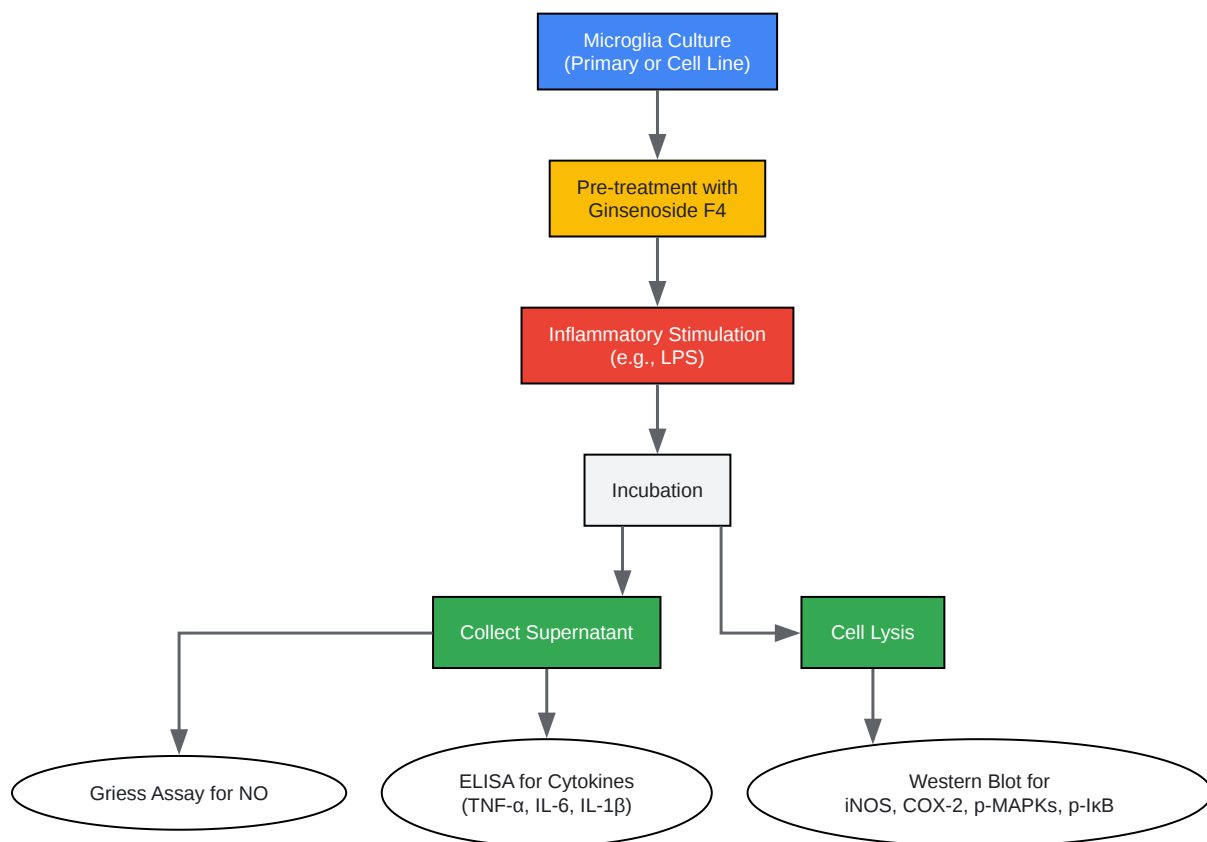 Microglia Culture
(Primary or Cell Line)
Pre-treatment with
Ginsenoside F4
Inflammatory Stimulation
(e.g., LPS)
Incubation
Collect Supernatant
Cell Lysis
Griess Assay for NO
ELISA for Cytokines
(TNF-α, IL-6, IL-1β)
Western Blot for
iNOS, COX-2, p-MAPKs, p-IκB